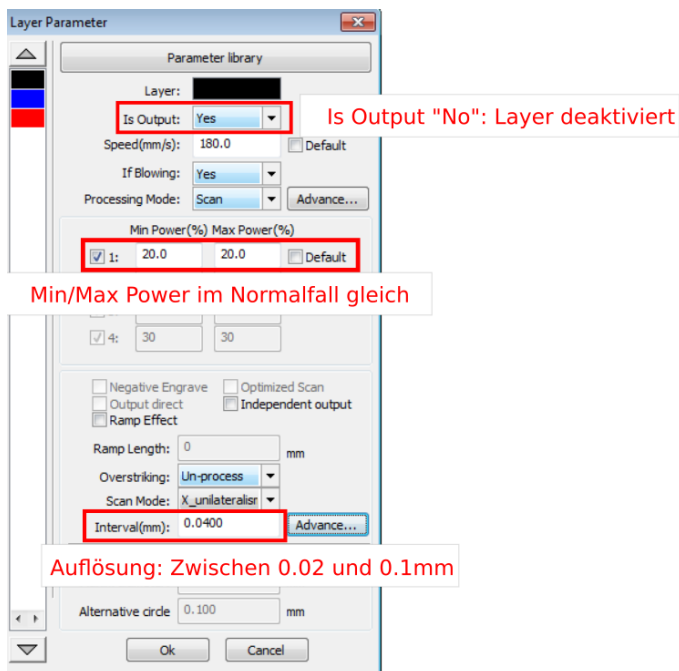 Layer Parameter
Parameter library
Layer:
Is Output: Yes
Is Output "No": Layer deaktiviert
Speed(mm/s): 180.0 Default
If Blowing: Yes
Processing Mode: Scan Advance...
Min Power(%) Max Power(%)
1: 20.0 20.0 Default
Min/Max Power im Normalfall gleich
4: 30 30
Negative Engrave Optimized Scan
Output direct Independent output
Ramp Effect
Ramp Length: 0 mm
Overstriking: Un-process
Scan Mode: X_unilateralisr
Interval(mm): 0.0400 Advance...
Auflösung: Zwischen 0.02 und 0.1mm
Alternative circle 0.100 mm
Ok Cancel